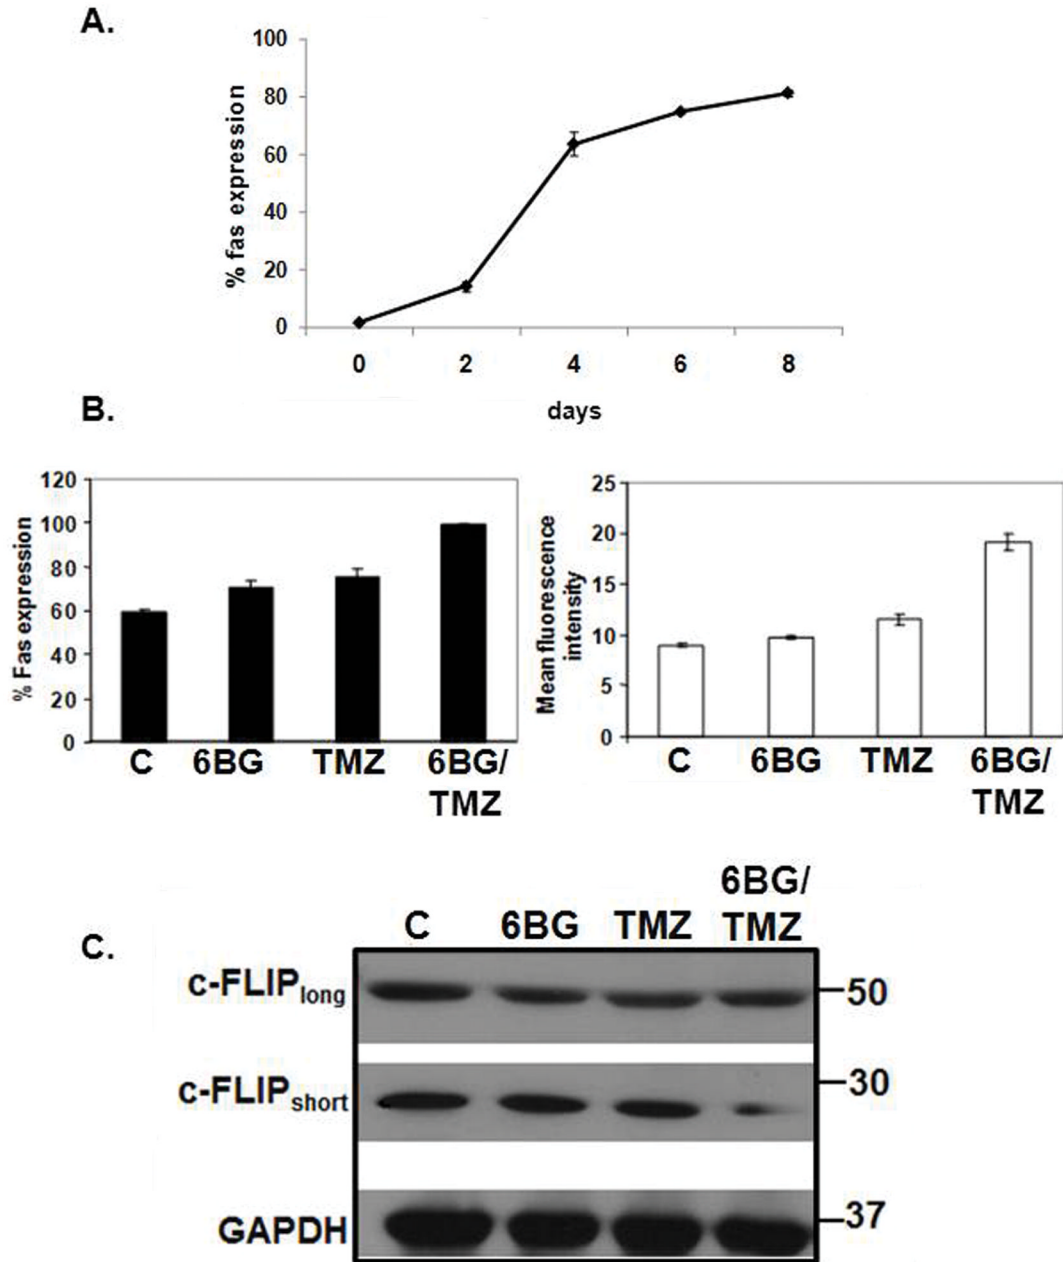 A.
% fas expression
100
80
60
40
20
0
0 2 4 6 8
days
B.
% Fas expression
120
100
80
60
40
20
0
C 6BG TMZ 6BG/
TMZ
Mean fluorescence
intensity
25
20
15
10
5
0
C 6BG TMZ 6BG/
TMZ
C.
C 6BG TMZ 6BG/
TMZ
c-FLIPlong
50
c-FLIPshort
30
GAPDH
37